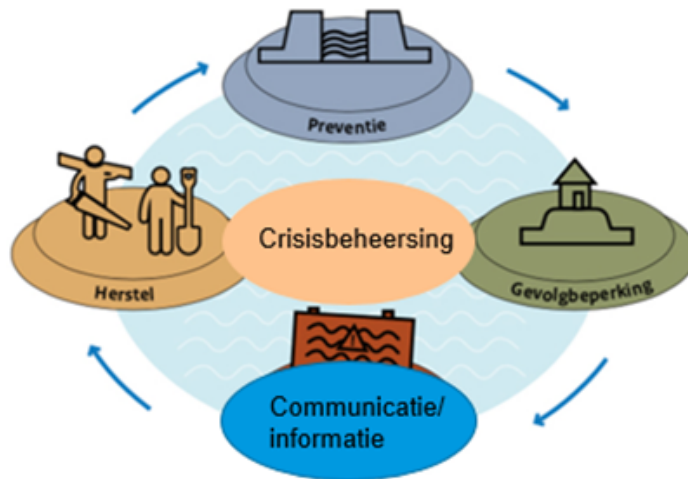 Preventie
Crisisbeheersing
Herstel
Gevolgbeperking
Communicatie/
informatie